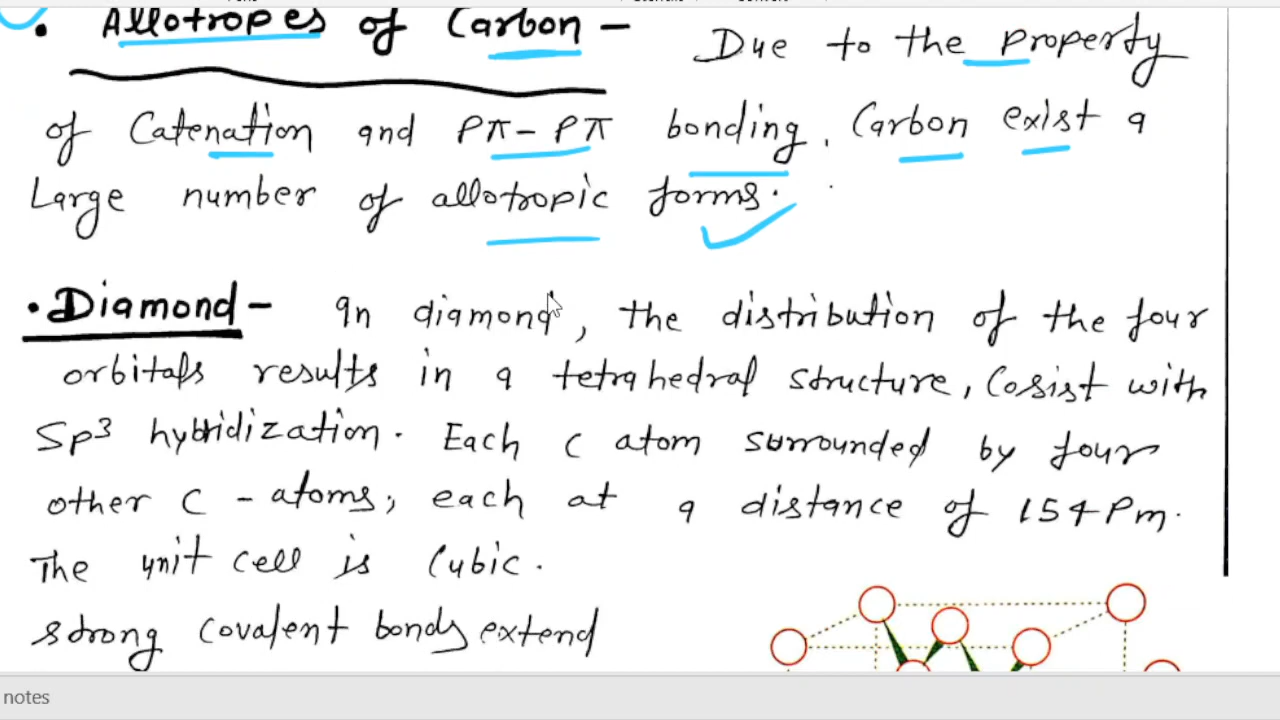 • Allotropes of Carbon – Due to the property
of Catenation and Pπ – Pπ bonding, Carbon exist a
Large number of allotropic forms.
• Diamond – In diamond, the distribution of the four
orbitals results in a tetrahedral structure, Cosist with
Sp³ hybridization. Each C atom surrounded by four
other C - atoms, each at a distance of 154 Pm.
The unit cell is Cubic.
strong covalent bonds extend
notes